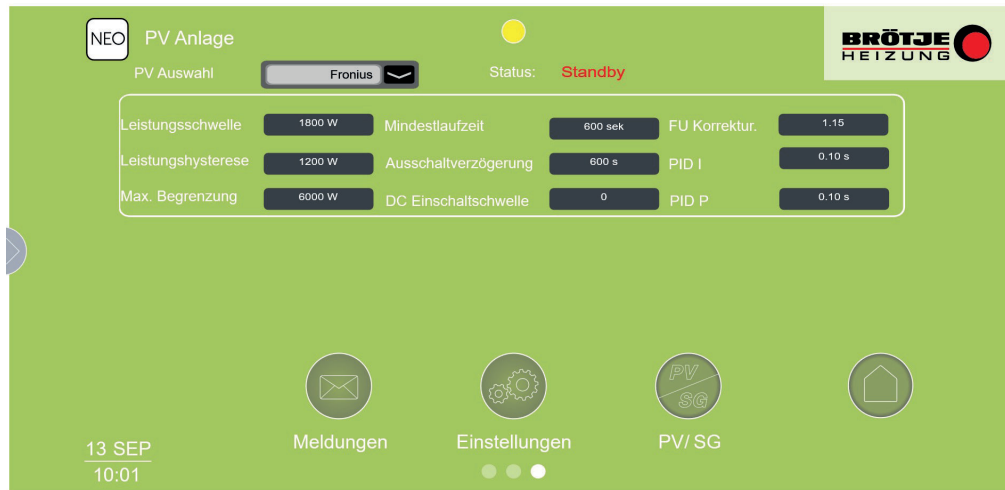 NEO PV Anlage
BRÖTJE
HEIZUNG
PV Auswahl Fronius Status: Standby
Leistungsschwelle 1800 W Mindestlaufzeit 600 sek FU Korrektur. 1.15
Leistungshysterese 1200 W Ausschaltverzögerung 600 s PID I 0.10 s
Max. Begrenzung 6000 W DC Einschaltschwelle 0 PID P 0.10 s
PV
SG
Meldungen Einstellungen PV/ SG
13 SEP
10:01